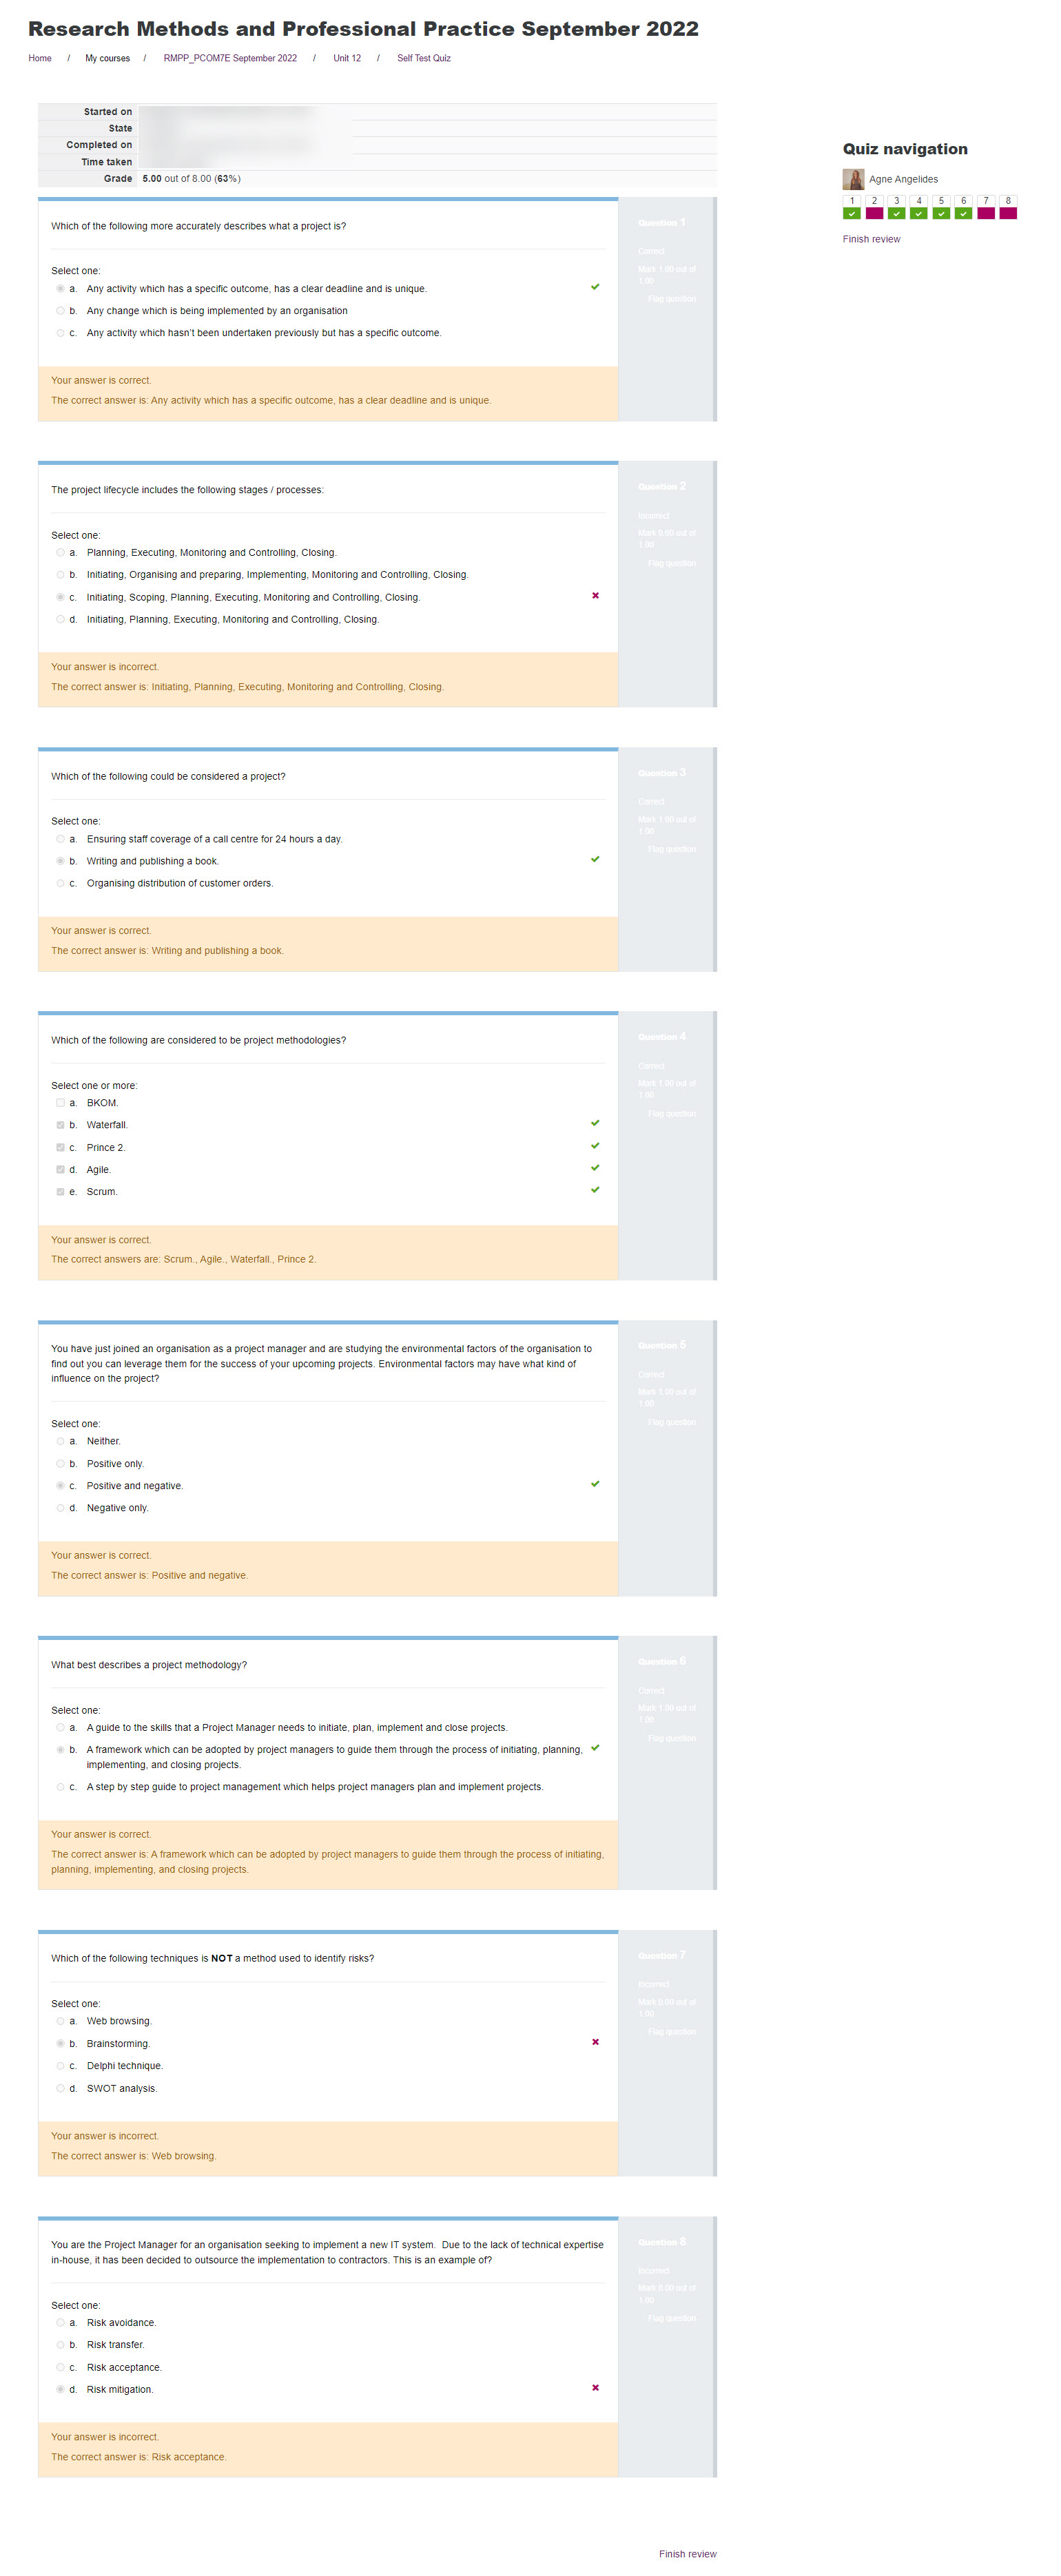 Research Methods and Professional Practice September 2022
Home / My courses / RMPP_PCOM7E September 2022 / Unit 12 / Self Test Quiz
Started on
State
Completed on
Time taken
Grade 5.00 out of 8.00 (63%)
Quiz navigation
Agne Angelides
1 2 3 4 5 6 7 8
Finish review
Question 1
Correct
Mark 1.00 out of
1.00
Flag question
Which of the following more accurately describes what a project is?
Select one:
a. Any activity which has a specific outcome, has a clear deadline and is unique.
b. Any change which is being implemented by an organisation
c. Any activity which hasn't been undertaken previously but has a specific outcome.
Your answer is correct.
The correct answer is: Any activity which has a specific outcome, has a clear deadline and is unique.
Question 2
Incorrect
Mark 0.00 out of
1.00
Flag question
The project lifecycle includes the following stages / processes:
Select one:
a. Planning, Executing, Monitoring and Controlling, Closing.
b. Initiating, Organising and preparing, Implementing, Monitoring and Controlling, Closing.
c. Initiating, Scoping, Planning, Executing, Monitoring and Controlling, Closing.
d. Initiating, Planning, Executing, Monitoring and Controlling, Closing.
Your answer is incorrect.
The correct answer is: Initiating, Planning, Executing, Monitoring and Controlling, Closing.
Question 3
Correct
Mark 1.00 out of
1.00
Flag question
Which of the following could be considered a project?
Select one:
a. Ensuring staff coverage of a call centre for 24 hours a day.
b. Writing and publishing a book.
c. Organising distribution of customer orders.
Your answer is correct.
The correct answer is: Writing and publishing a book.
Question 4
Correct
Mark 1.00 out of
1.00
Flag question
Which of the following are considered to be project methodologies?
Select one or more:
a. BKOM.
b. Waterfall.
c. Prince 2.
d. Agile.
e. Scrum.
Your answer is correct.
The correct answers are: Scrum., Agile., Waterfall., Prince 2.
Question 5
Correct
Mark 1.00 out of
1.00
Flag question
You have just joined an organisation as a project manager and are studying the environmental factors of the organisation to
find out you can leverage them for the success of your upcoming projects. Environmental factors may have what kind of
influence on the project?
Select one:
a. Neither.
b. Positive only.
c. Positive and negative.
d. Negative only.
Your answer is correct.
The correct answer is: Positive and negative.
Question 6
Correct
Mark 1.00 out of
1.00
Flag question
What best describes a project methodology?
Select one:
a. A guide to the skills that a Project Manager needs to initiate, plan, implement and close projects.
b. A framework which can be adopted by project managers to guide them through the process of initiating, planning,
implementing, and closing projects.
c. A step by step guide to project management which helps project managers plan and implement projects.
Your answer is correct.
The correct answer is: A framework which can be adopted by project managers to guide them through the process of initiating,
planning, implementing, and closing projects.
Question 7
Incorrect
Mark 0.00 out of
1.00
Flag question
Which of the following techniques is NOT a method used to identify risks?
Select one:
a. Web browsing.
b. Brainstorming.
c. Delphi technique.
d. SWOT analysis.
Your answer is incorrect.
The correct answer is: Web browsing.
Question 8
Incorrect
Mark 0.00 out of
1.00
Flag question
You are the Project Manager for an organisation seeking to implement a new IT system. Due to the lack of technical expertise
in-house, it has been decided to outsource the implementation to contractors. This is an example of?
Select one:
a. Risk avoidance.
b. Risk transfer.
c. Risk acceptance.
d. Risk mitigation.
Your answer is incorrect.
The correct answer is: Risk acceptance.
Finish review